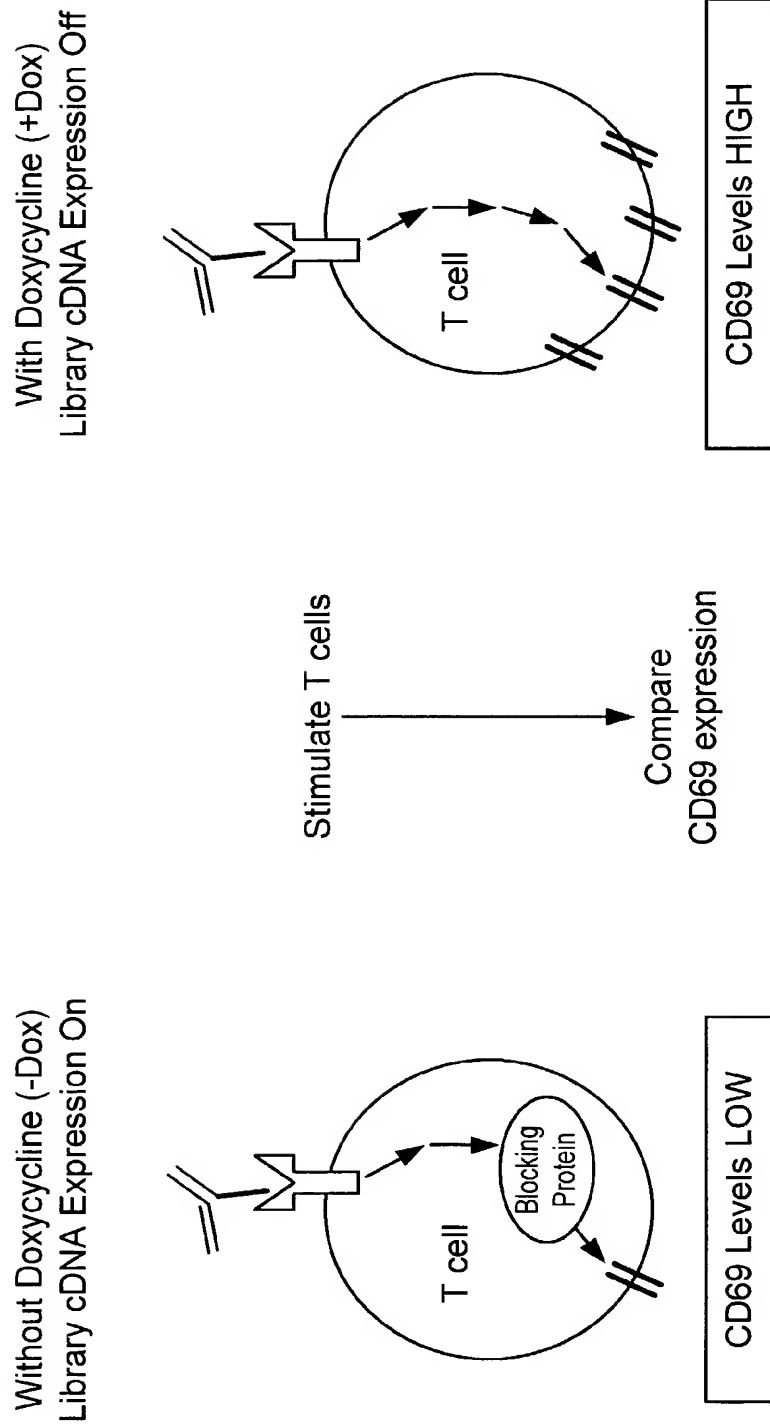 Without Doxycycline (-Dox)
Library cDNA Expression On
T cell
Blocking
Protein
CD69 Levels LOW
Stimulate T cells
Compare
CD69 expression
With Doxycycline (+Dox)
Library cDNA Expression Off
T cell
CD69 Levels HIGH